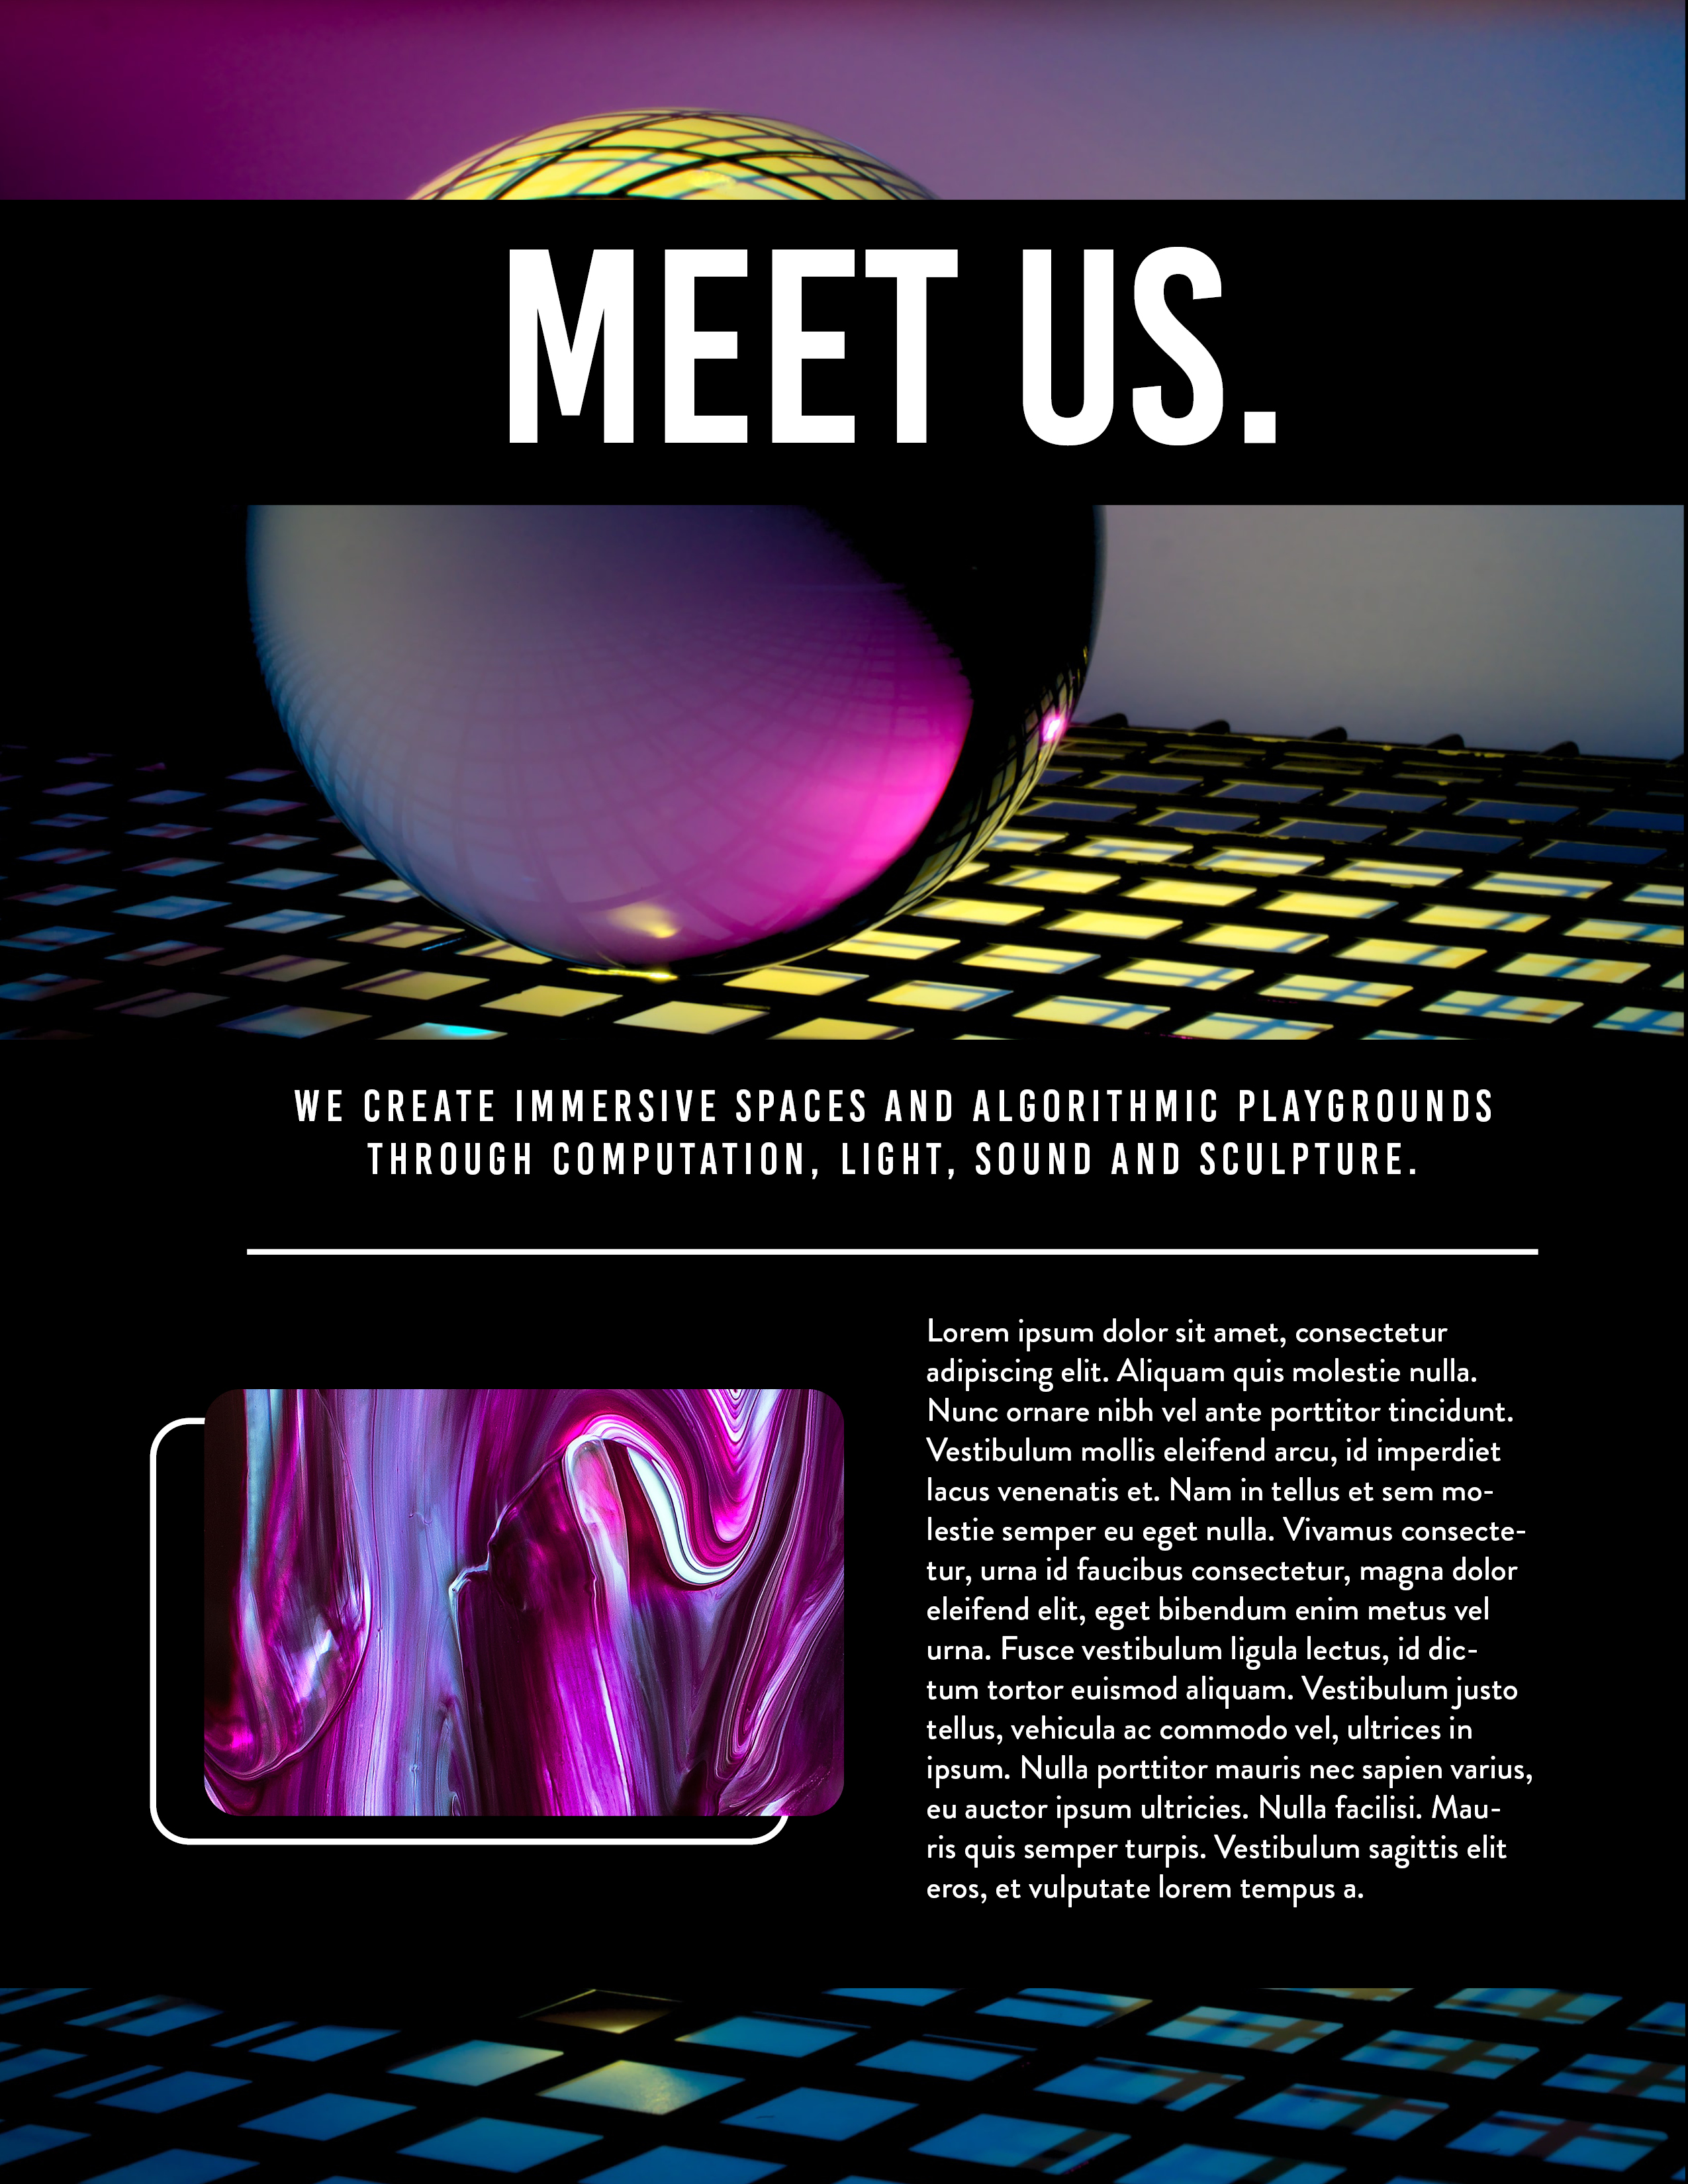 MEET US.
WE CREATE IMMERSIVE SPACES AND ALGORITHMIC PLAYGROUNDS
THROUGH COMPUTATION, LIGHT, SOUND AND SCULPTURE.
Lorem ipsum dolor sit amet, consectetur
adipiscing elit. Aliquam quis molestie nulla.
Nunc ornare nibh vel ante porttitor tincidunt.
Vestibulum mollis eleifend arcu, id imperdiet
lacus venenatis et. Nam in tellus et sem mo-
lestie semper eu eget nulla. Vivamus consecte-
tur, urna id faucibus consectetur, magna dolor
eleifend elit, eget bibendum enim metus vel
urna. Fusce vestibulum ligula lectus, id dic-
tum tortor euismod aliquam. Vestibulum justo
tellus, vehicula ac commodo vel, ultrices in
ipsum. Nulla porttitor mauris nec sapien varius,
eu auctor ipsum ultricies. Nulla facilisi. Mau-
ris quis semper turpis. Vestibulum sagittis elit
eros, et vulputate lorem tempus a.